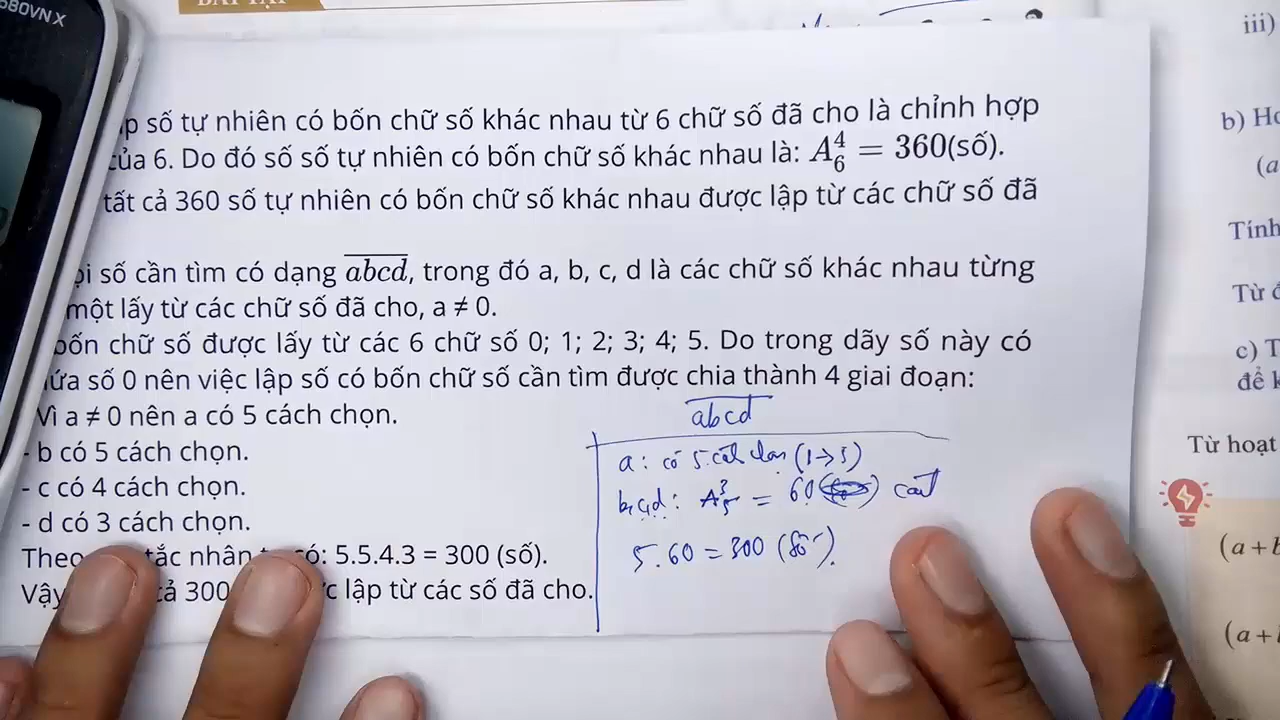 580VN X
BÀI TẬP
p số tự nhiên có bốn chữ số khác nhau từ 6 chữ số đã cho là chỉnh hợp
của 6. Do đó số số tự nhiên có bốn chữ số khác nhau là: A₆⁴ = 360(số).
tất cả 360 số tự nhiên có bốn chữ số khác nhau được lập từ các chữ số đã
ọi số cần tìm có dạng abcd, trong đó a, b, c, d là các chữ số khác nhau từng
một lấy từ các chữ số đã cho, a ≠ 0.
bốn chữ số được lấy từ các 6 chữ số 0; 1; 2; 3; 4; 5. Do trong dãy số này có
ứa số 0 nên việc lập số có bốn chữ số cần tìm được chia thành 4 giai đoạn:
Vì a ≠ 0 nên a có 5 cách chọn.
- b có 5 cách chọn.
- c có 4 cách chọn.
- d có 3 cách chọn.
Theo tắc nhân có: 5.5.4.3 = 300 (số).
Vậy cả 300 c lập từ các số đã cho.
abcd
a: có 5 cách chọn (1→5)
b,c,d: A₅³ = 60 cách
5.60 = 300 (số).
iii)
b) Ho
(a
Tính
Từ đ
c) T
để k
Từ hoạt
(a + b
(a +